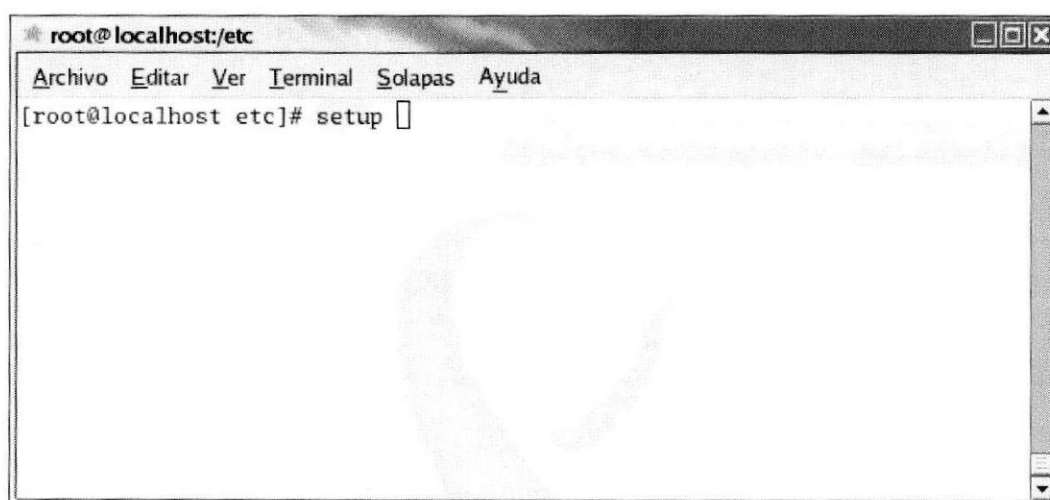 root@localhost:/etc
Archivo Editar Ver Terminal Solapas Ayuda
[root@localhost etc]# setup